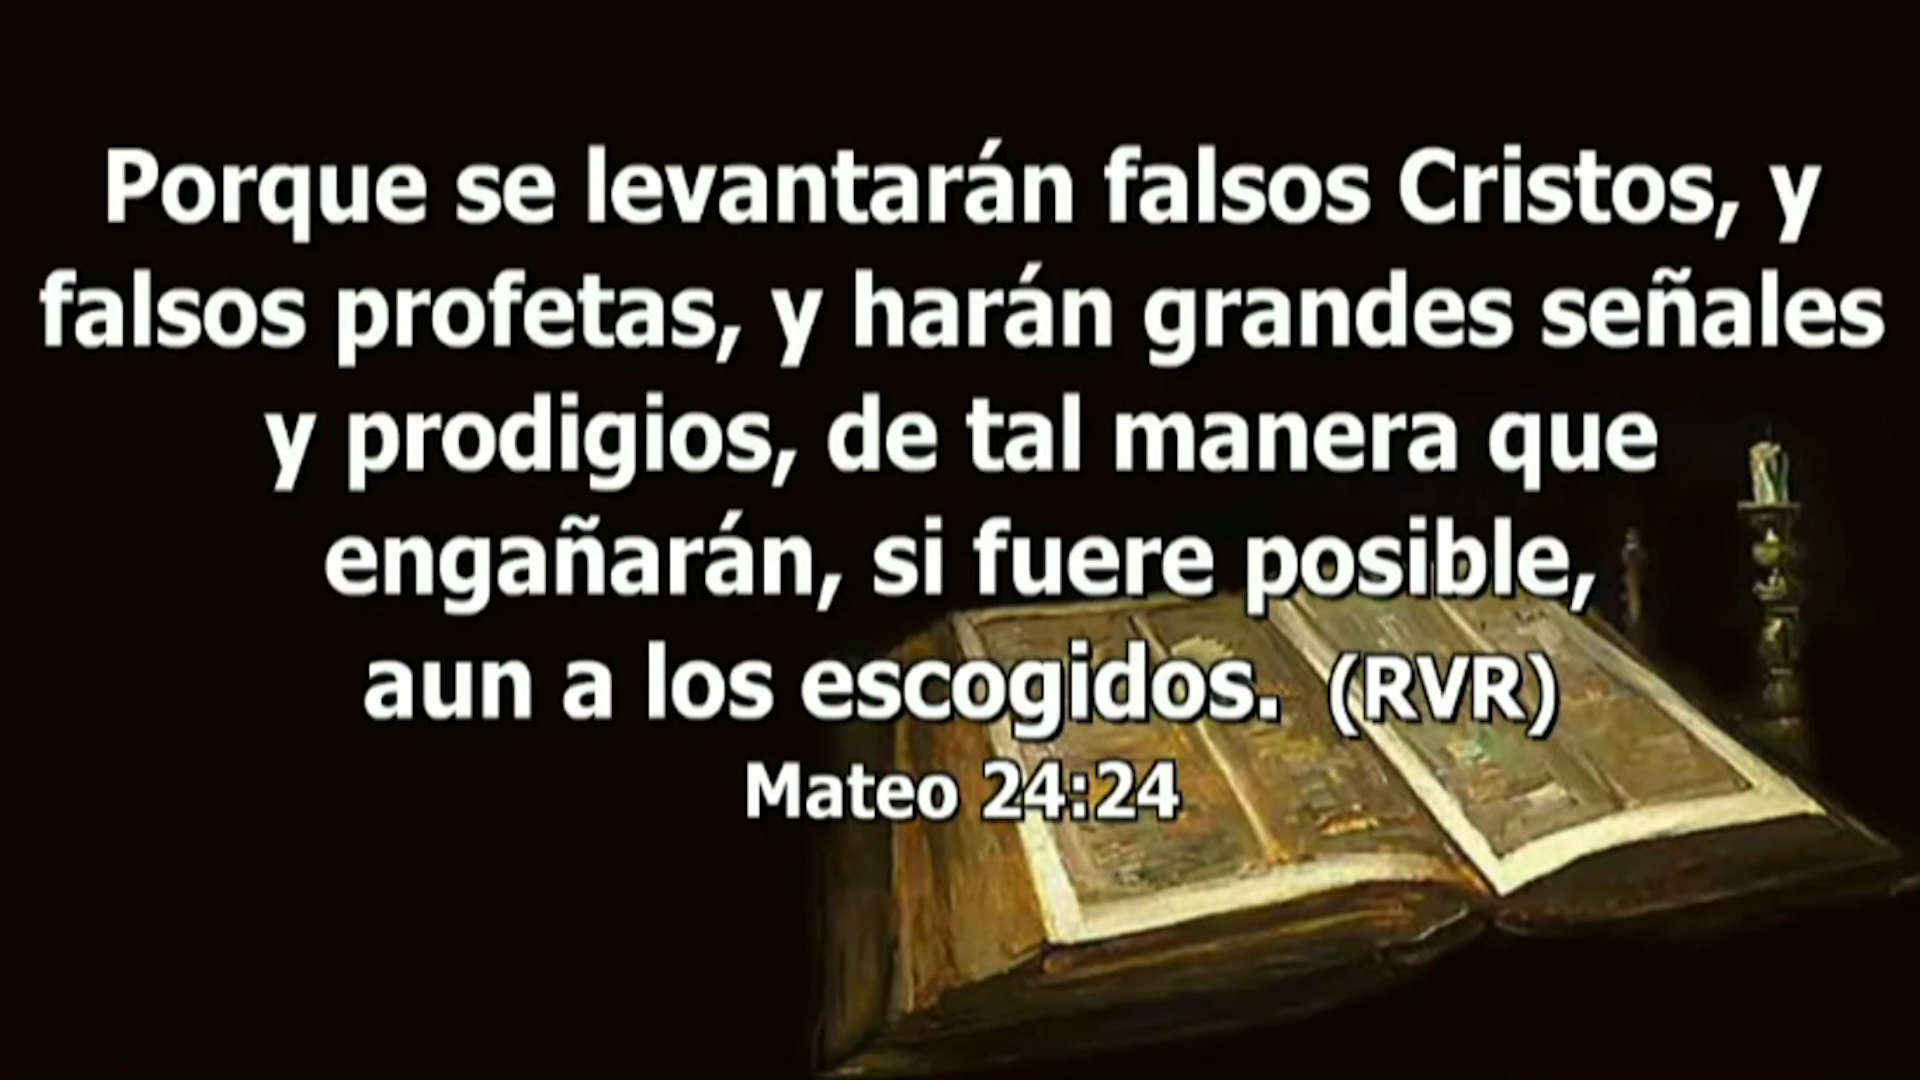 Porque se levantarán falsos Cristos, y
falsos profetas, y harán grandes señales
y prodigios, de tal manera que
engañarán, si fuere posible,
aun a los escogidos. (RVR)
Mateo 24:24